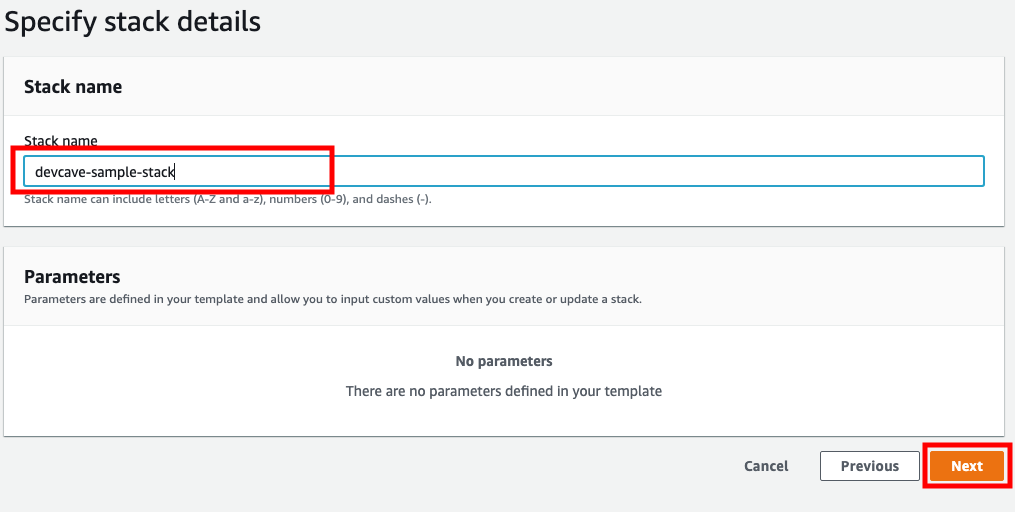 Specify stack details
Stack name
Stack name
devcave-sample-stack
Stack name can include letters (A-Z and a-z), numbers (0-9), and dashes (-).
Parameters
Parameters are defined in your template and allow you to input custom values when you create or update a stack.
No parameters
There are no parameters defined in your template
Cancel Previous Next